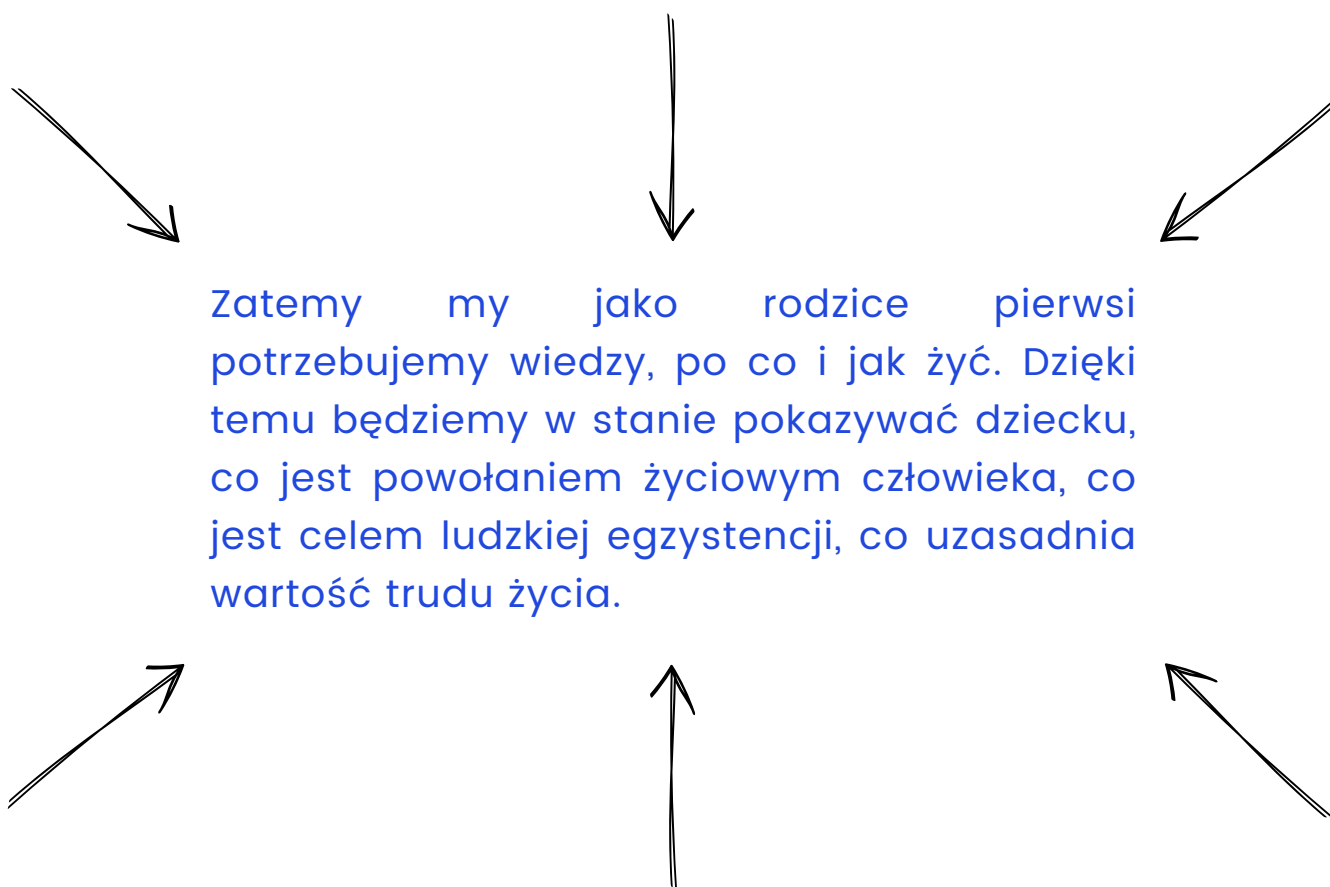 Zatemy my jako rodzice pierwsi
potrzebujemy wiedzy, po co i jak żyć. Dzięki
temu będziemy w stanie pokazywać dziecku,
co jest powołaniem życiowym człowieka, co
jest celem ludzkiej egzystencji, co uzasadnia
wartość trudu życia.